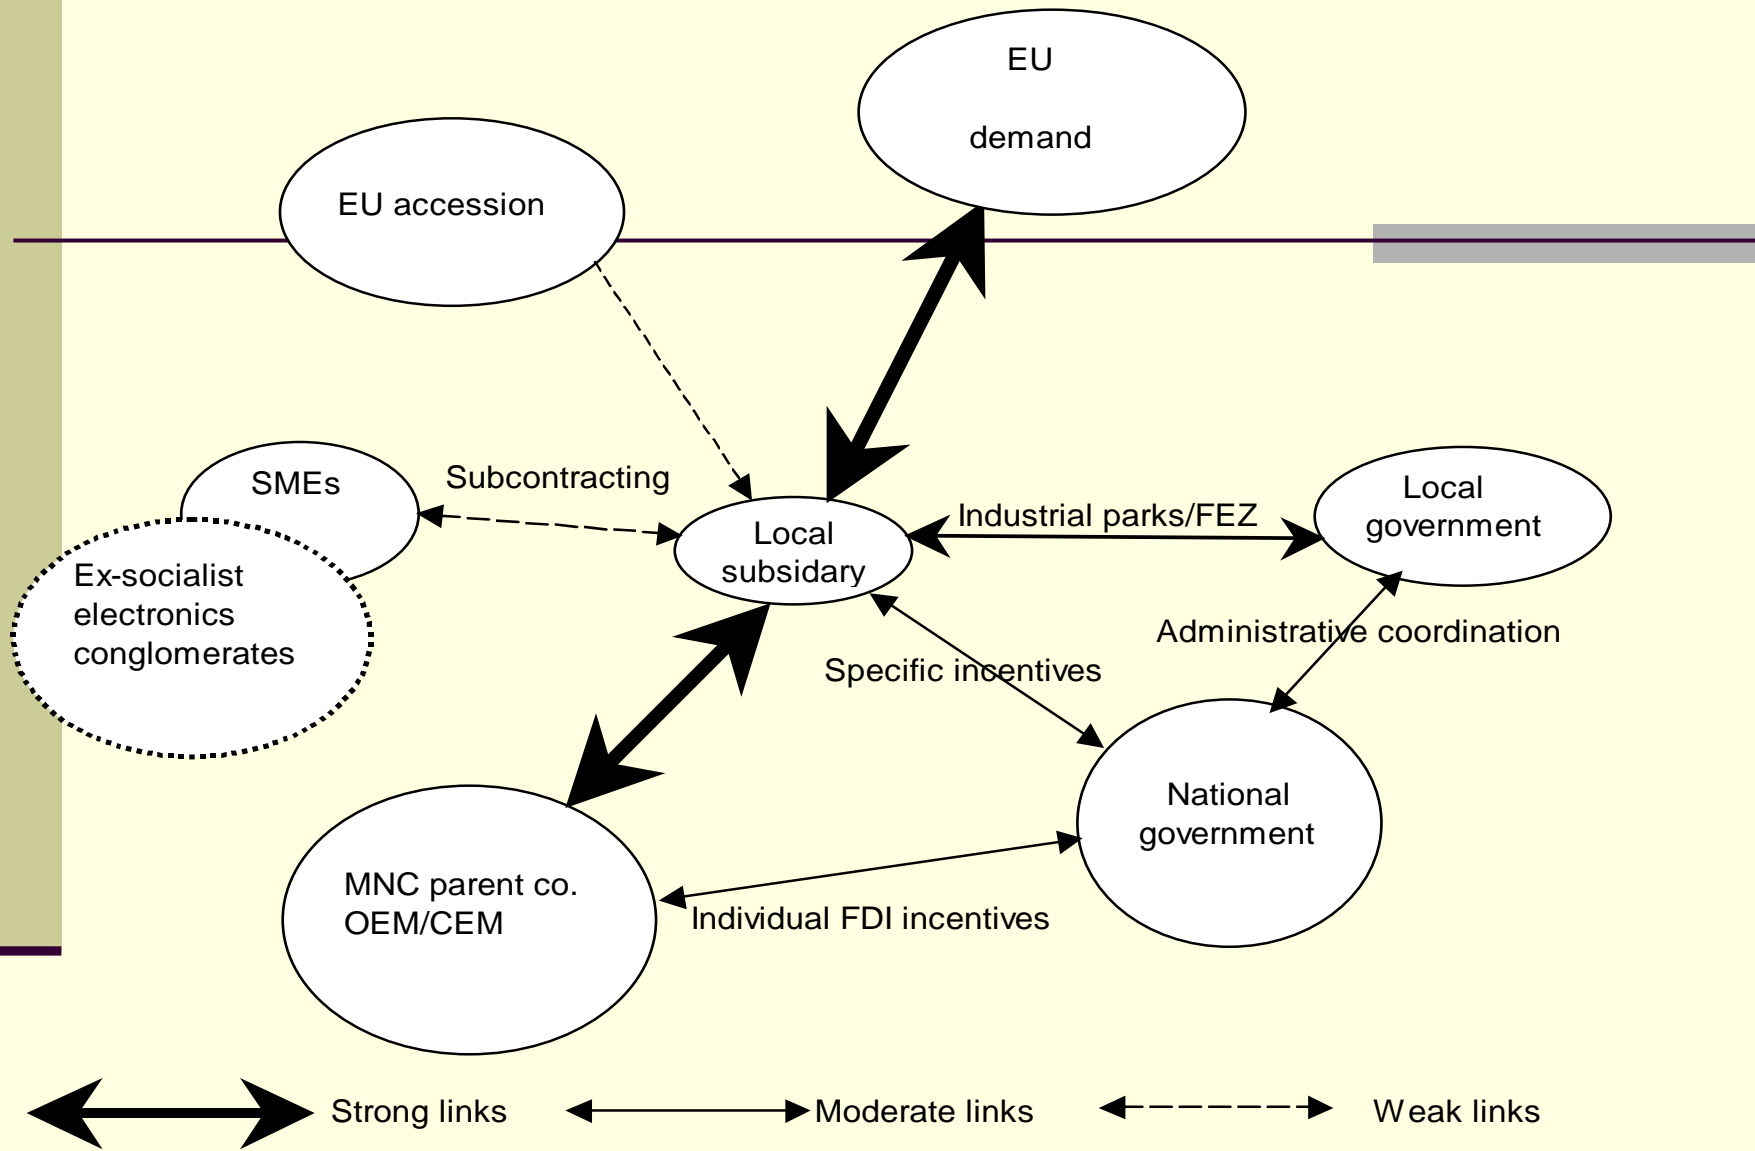 EU
demand
EU accession
SMEs
Subcontracting
Ex-socialist
electronics
conglomerates
Local
subsidary
Industrial parks/FEZ
Local
government
Administrative coordination
Specific incentives
National
government
MNC parent co.
OEM/CEM
Individual FDI incentives
Strong links
Moderate links
Weak links